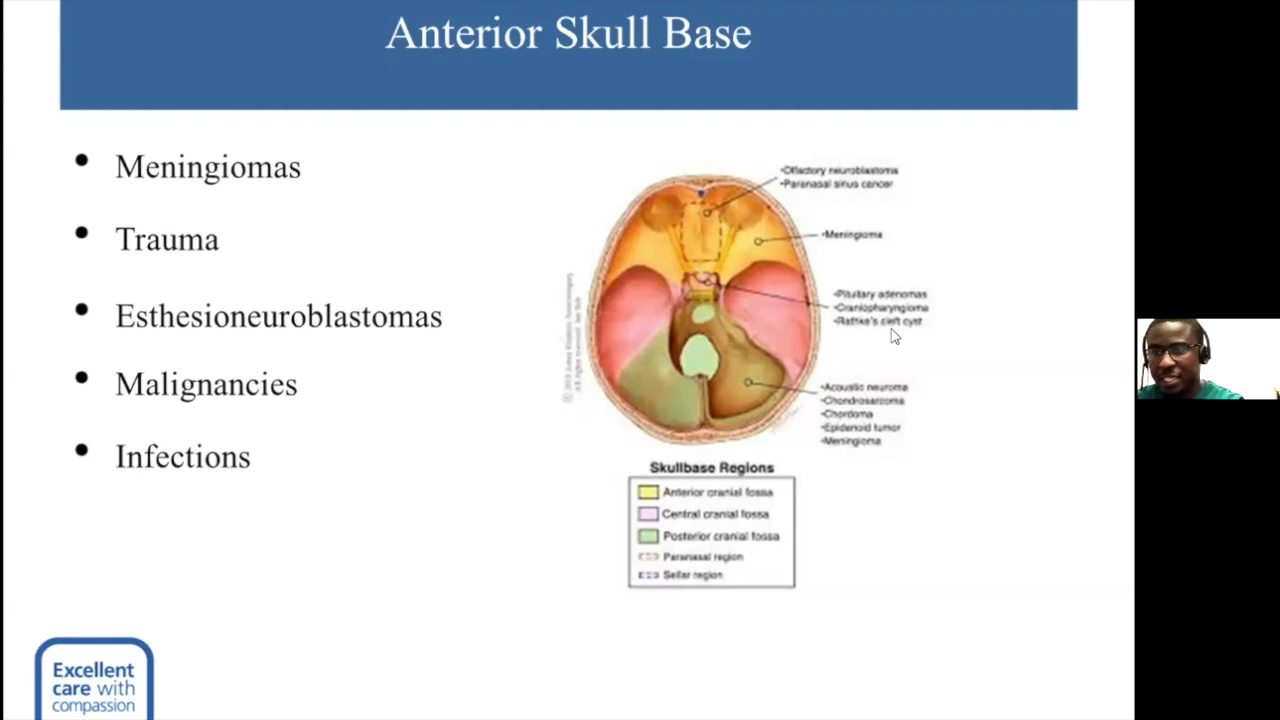 Anterior Skull Base
• Meningiomas
• Trauma
• Esthesioneuroblastomas
• Malignancies
• Infections
•Olfactory neuroblastoma
•Paranasal sinus cancer
•Meningioma
•Pituitary adenomas
•Craniopharyngioma
•Rathke's cleft cyst
•Acoustic neuroma
•Chondrosarcoma
•Chordoma
•Epidenoid tumor
•Meningioma
Skullbase Regions
Anterior cranial fossa
Central cranial fossa
Posterior cranial fossa
Paranasal region
Sellar region
Excellent
care with
compassion